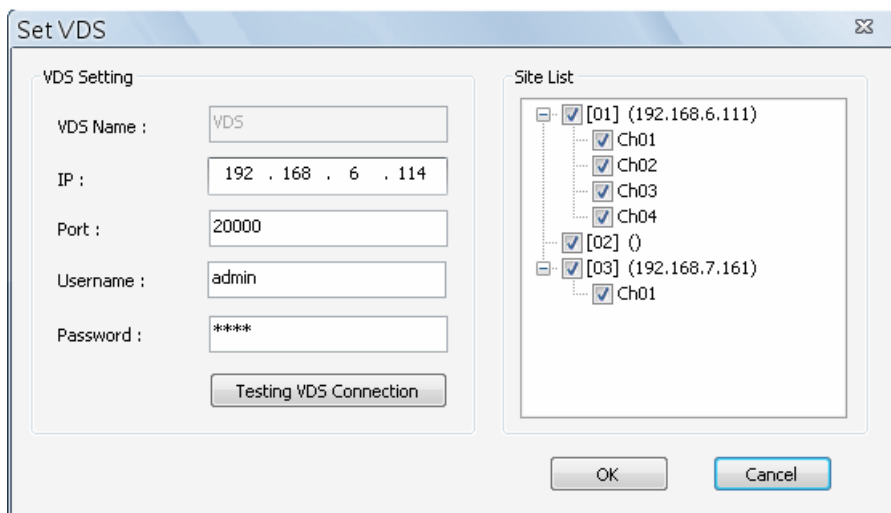 Set VDS
VDS Setting
VDS Name :
VDS
IP :
192 . 168 . 6 . 114
Port :
20000
Username :
admin
Password :
****
Testing VDS Connection
Site List
[01] (192.168.6.111)
Ch01
Ch02
Ch03
Ch04
[02] ()
[03] (192.168.7.161)
Ch01
OK
Cancel